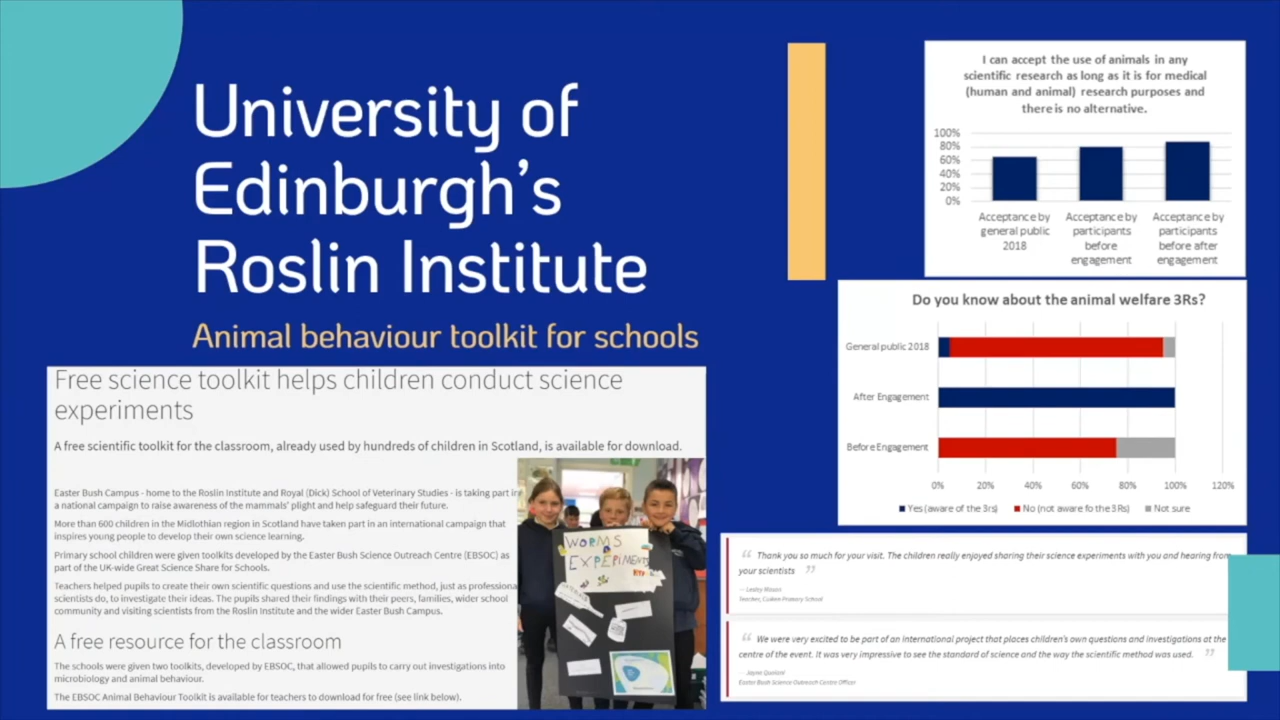 University of
Edinburgh's
Roslin Institute
Animal behaviour toolkit for schools
Free science toolkit helps children conduct science
experiments
A free scientific toolkit for the classroom, already used by hundreds of children in Scotland, is available for download.
Easter Bush Campus - home to the Roslin Institute and Royal (Dick) School of Veterinary Studies - is taking part in
a national campaign to raise awareness of the mammals' plight and help safeguard their future.
More than 600 children in the Midlothian region in Scotland have taken part in an international campaign that
inspires young people to develop their own science learning.
Primary school children were given toolkits developed by the Easter Bush Science Outreach Centre (EBSOC) as
part of the UK-wide Great Science Share for Schools.
Teachers helped pupils to create their own scientific questions and use the scientific method, just as professiona
scientists do, to investigate their ideas. The pupils shared their findings with their peers, families, wider school
community and visiting scientists from the Roslin Institute and the wider Easter Bush Campus.
A free resource for the classroom
The schools were given two toolkits, developed by EBSOC, that allowed pupils to carry out investigations into
microbiology and animal behaviour.
The EBSOC Animal Behaviour Toolkit is available for teachers to download for free (see link below).
WORMS
EXPERIMENT
I can accept the use of animals in any
scientific research as long as it is for medical
(human and animal) research purposes and
there is no alternative.
100%
80%
60%
40%
20%
0%
Acceptance by general public 2018
Acceptance by participants before engagement
Acceptance by participants before after engagement
Do you know about the animal welfare 3Rs?
General public 2018
After Engagement
Before Engagement
0% 20% 40% 60% 80% 100% 120%
Yes (aware of the 3rs) No (not aware fo the 3Rs) Not sure
“ Thank you so much for your visit. The children really enjoyed sharing their science experiments with you and hearing from
your scientists ”
— Lesley
Teacher, Cuiken Primary School
“ We were very excited to be part of an international project that places children's own questions and investigations at the
centre of the event. It was very impressive to see the standard of science and the way the scientific method was used. ”
— Jayne
Easter Bush Science Outreach Centre Officer